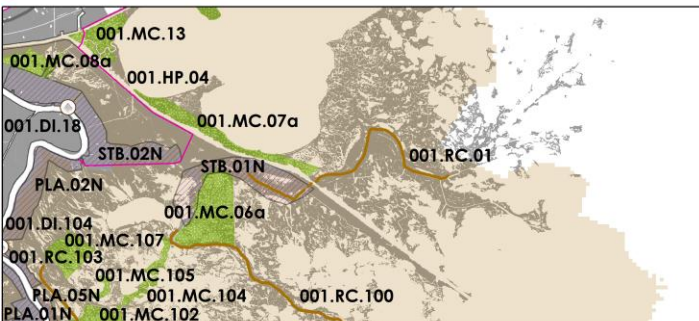 001.MC.13
001.MC.08a
001.HP.04
001.DI.18
001.MC.07a
STB.02N
STB.01N
001.RC.01
PLA.02N
001.MC.06a
001.DI.104
001.MC.107
001.RC.103
001.MC.105
PLA.05N
001.MC.104
001.RC.100
PLA.01N
001.MC.102